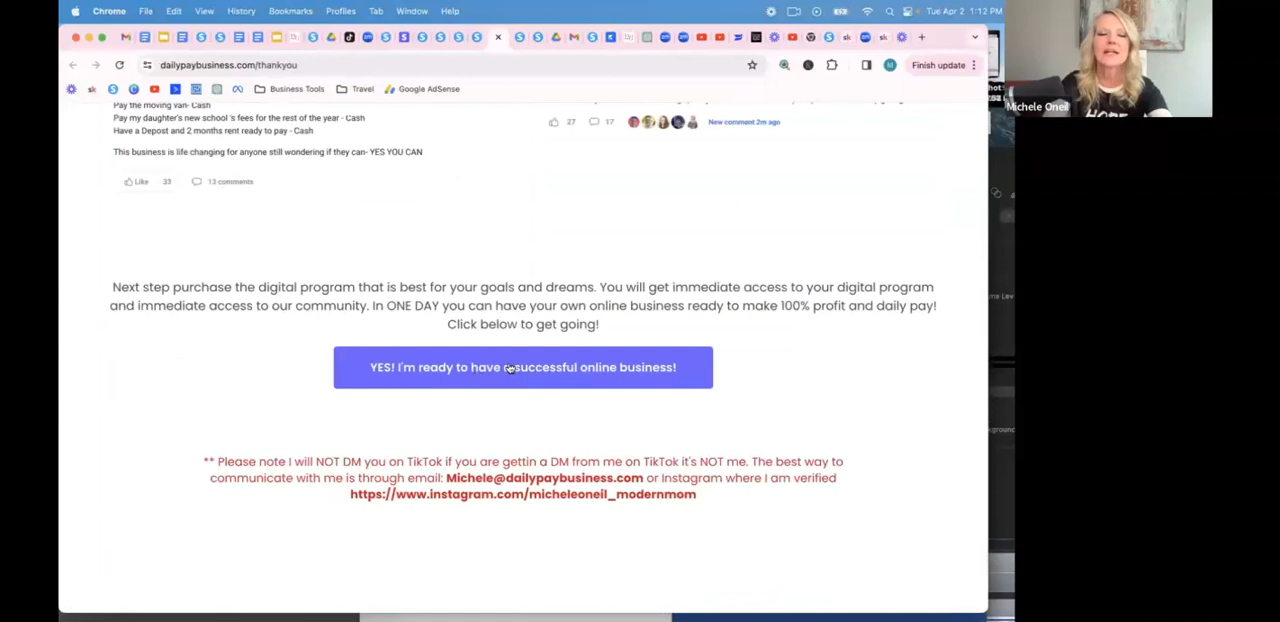 Chrome File Edit View History Bookmarks Profiles Tab Window Help
Tue Apr 2 1:12 PM
dailypaybusiness.com/thankyou
Finish update
Business Tools Travel Google AdSense
Michele Oneil
Pay the moving van- Cash
Pay my daughter's new school 's fees for the rest of the year - Cash
Have a Depost and 2 months rent ready to pay - Cash
27 17 New comment 2m ago
This business is life changing for anyone still wondering if they can- YES YOU CAN
Like 33 13 comments
Next step purchase the digital program that is best for your goals and dreams. You will get immediate access to your digital program
and immediate access to our community. In ONE DAY you can have your own online business ready to make 100% profit and daily pay!
Click below to get going!
YES! I'm ready to have a successful online business!
** Please note I will NOT DM you on TikTok if you are gettin a DM from me on TikTok it's NOT me. The best way to
communicate with me is through email: Michele@dailypaybusiness.com or Instagram where I am verified
https://www.instagram.com/micheleoneil_modernmom